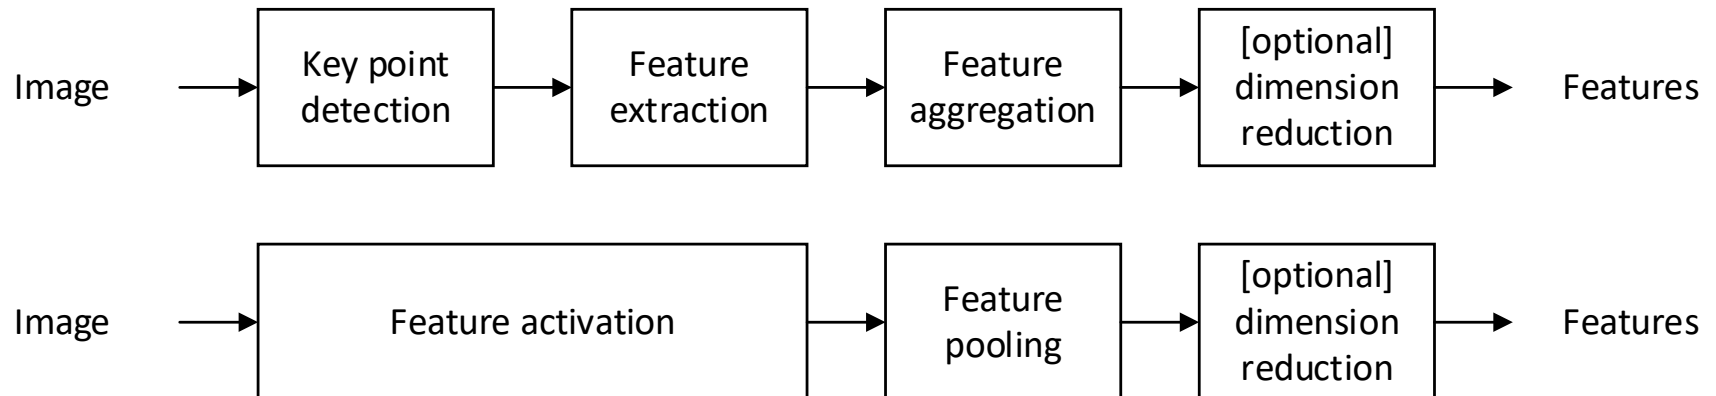 Image
Key point
detection
Feature
extraction
Feature
aggregation
[optional]
dimension
reduction
Features
Image
Feature activation
Feature
pooling
[optional]
dimension
reduction
Features